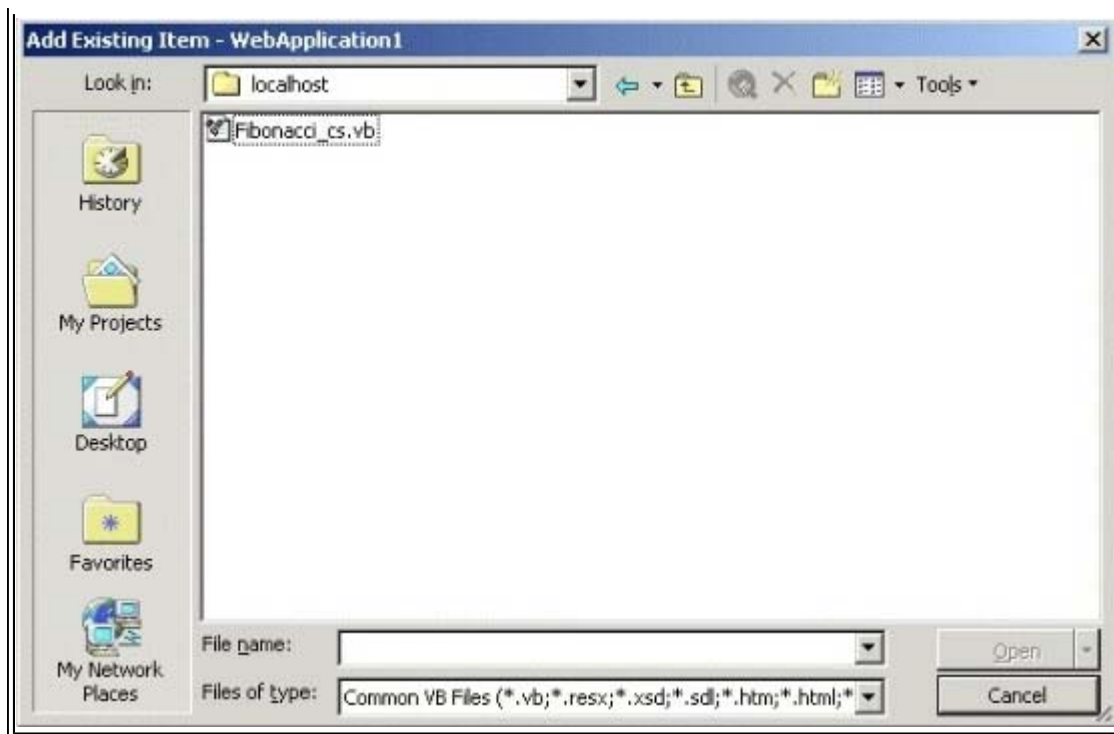 Add Existing Item - WebApplication1
Look in:
localhost
Tools
Fibonacci_cs.vb
History
My Projects
Desktop
Favorites
My Network
Places
File name:
Open
Files of type:
Common VB Files (*.vb;*.resx;*.xsd;*.sdl;*.htm;*.html;*
Cancel